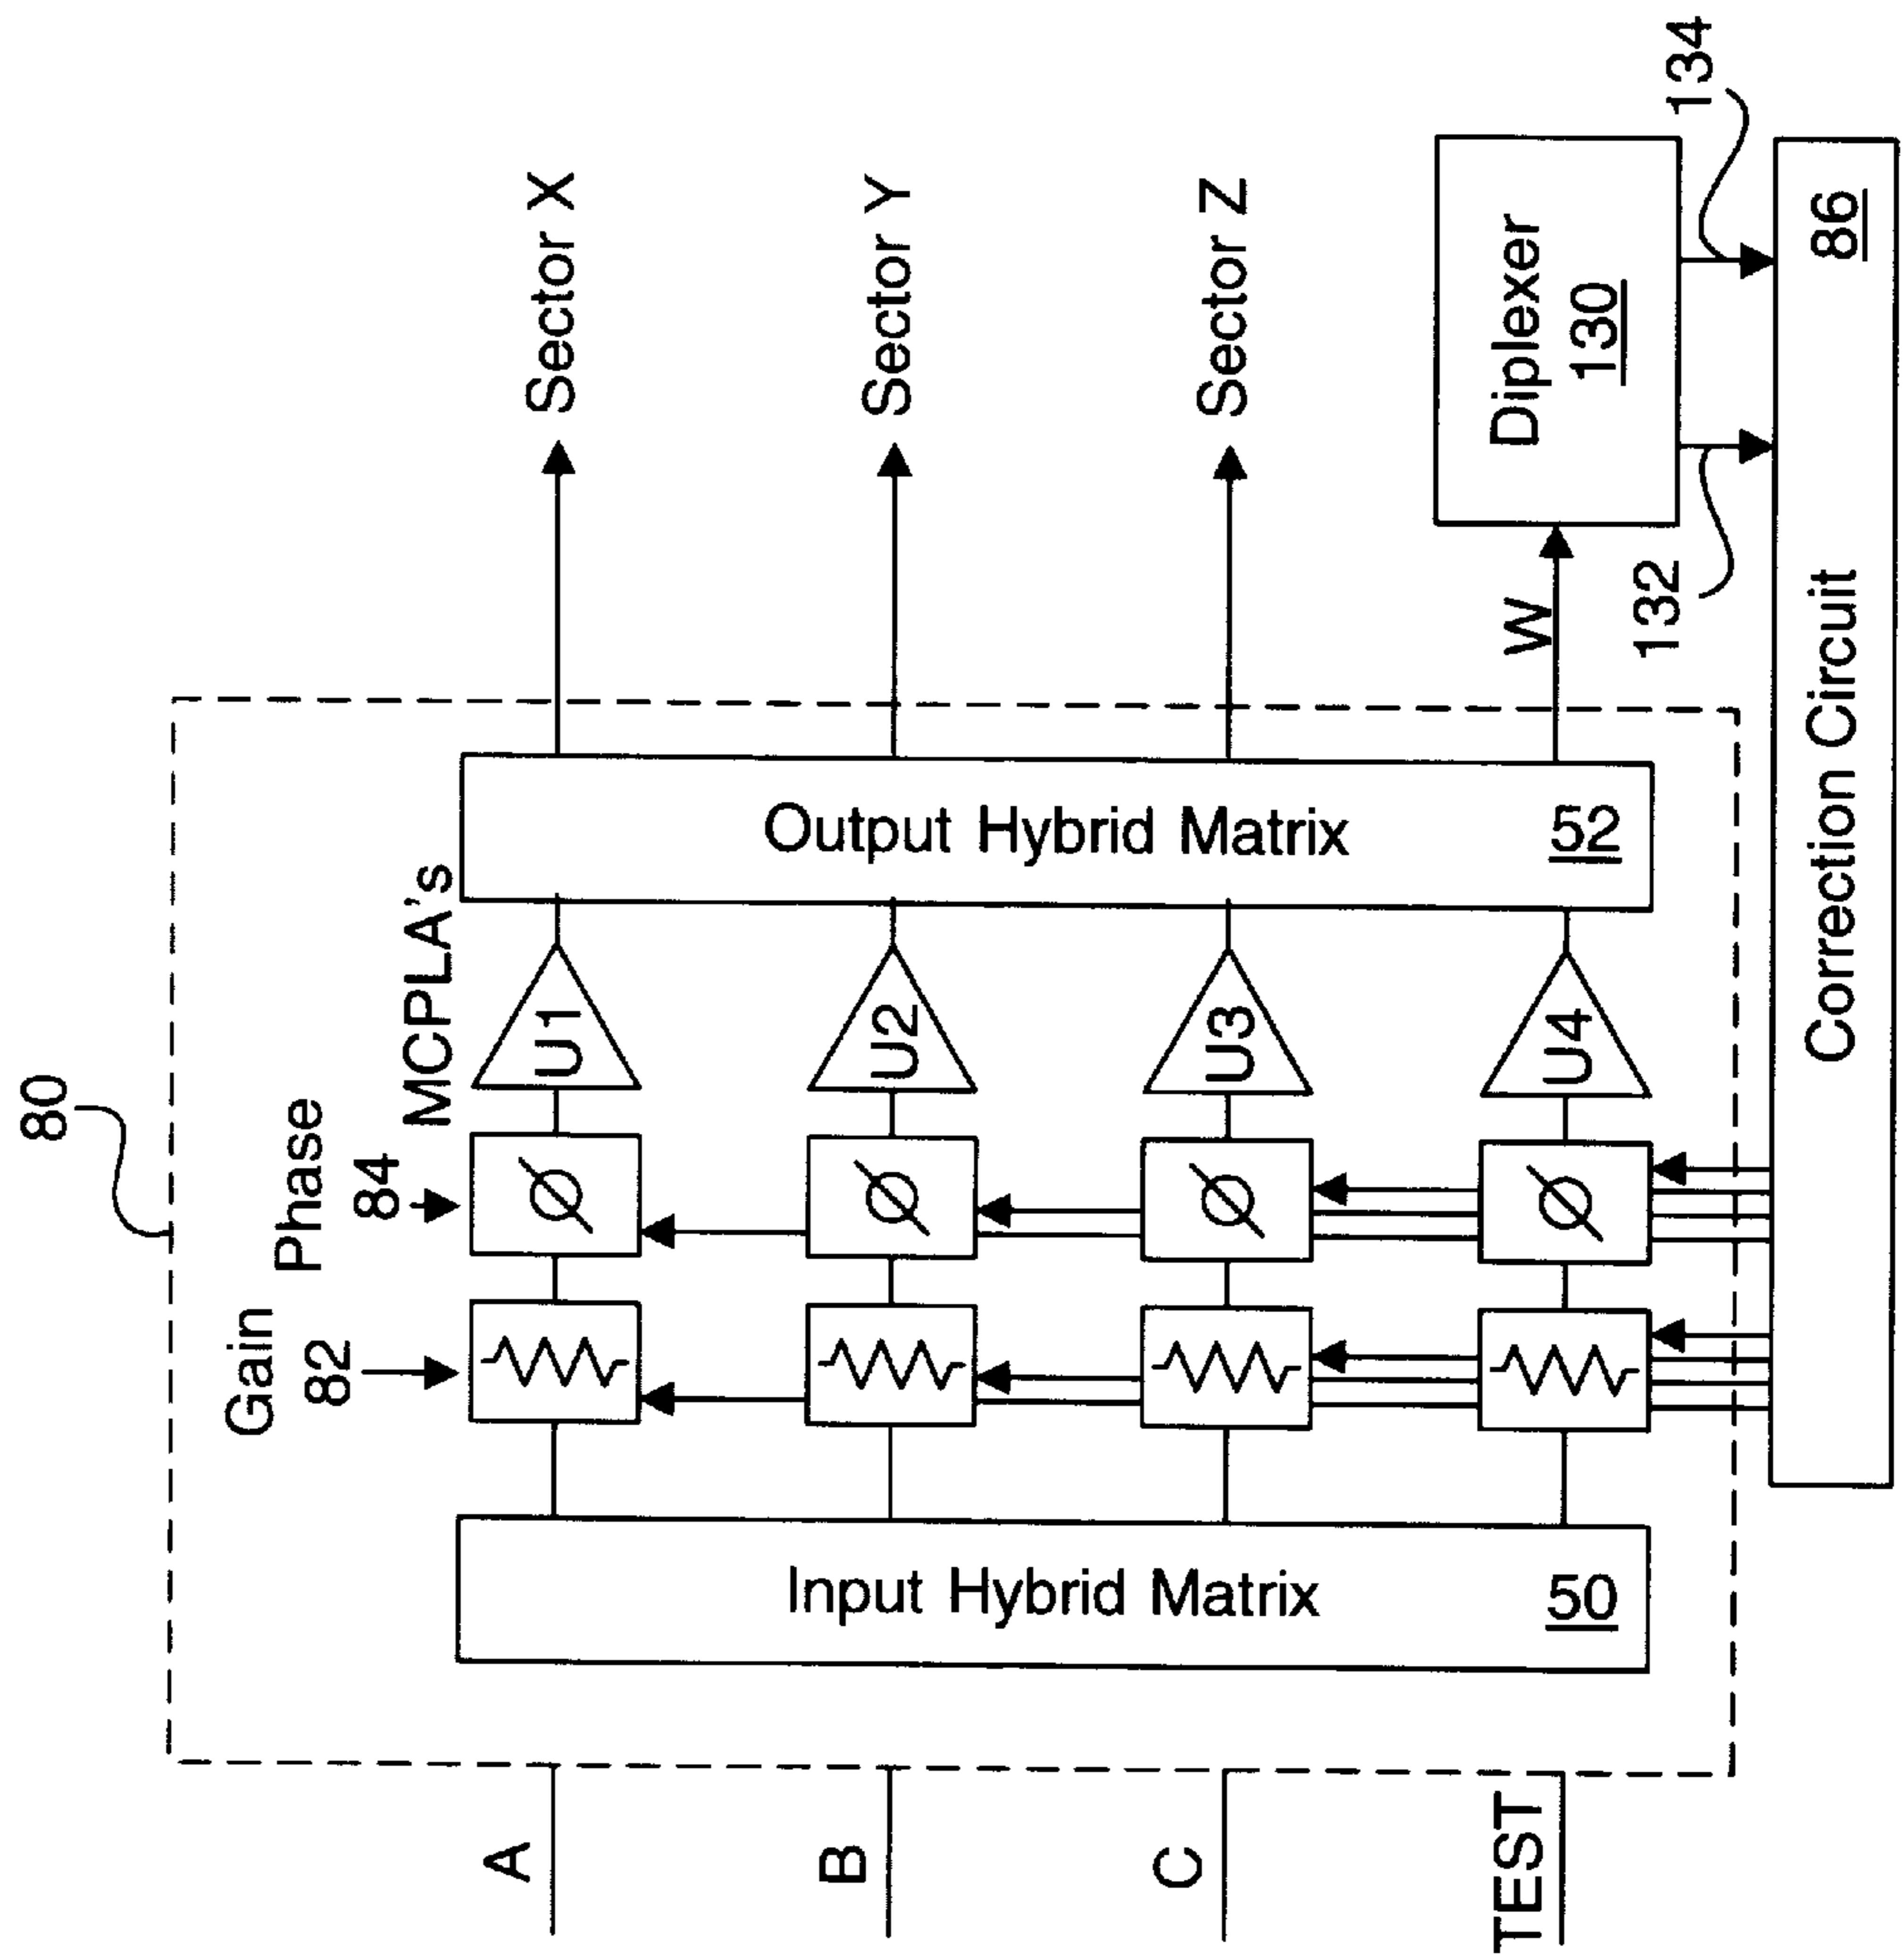 80
Gain
82
Phase
84
MCPLA's
A
B
C
TEST
Input Hybrid Matrix 50
Ø
Ø
Ø
Ø
U1
U2
U3
U4
Output Hybrid Matrix 52
Sector X
Sector Y
Sector Z
W
Diplexer
130
132
134
Correction Circuit 86